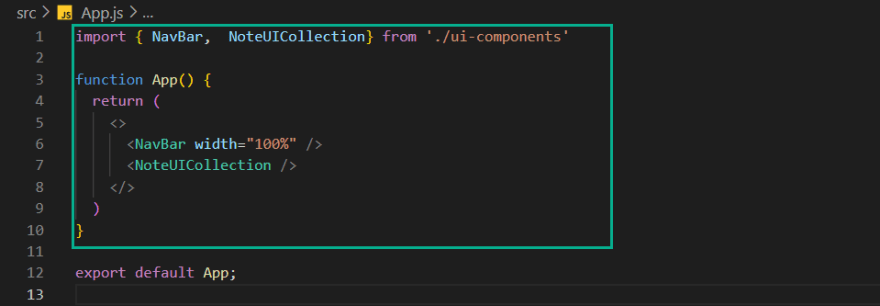 src > JS App.js > ...
1 import { NavBar,  NoteUICollection} from './ui-components'
2
3 function App() {
4   return (
5     <>
6       <NavBar width="100%" />
7       <NoteUICollection />
8     </>
9   )
10 }
11
12 export default App;
13